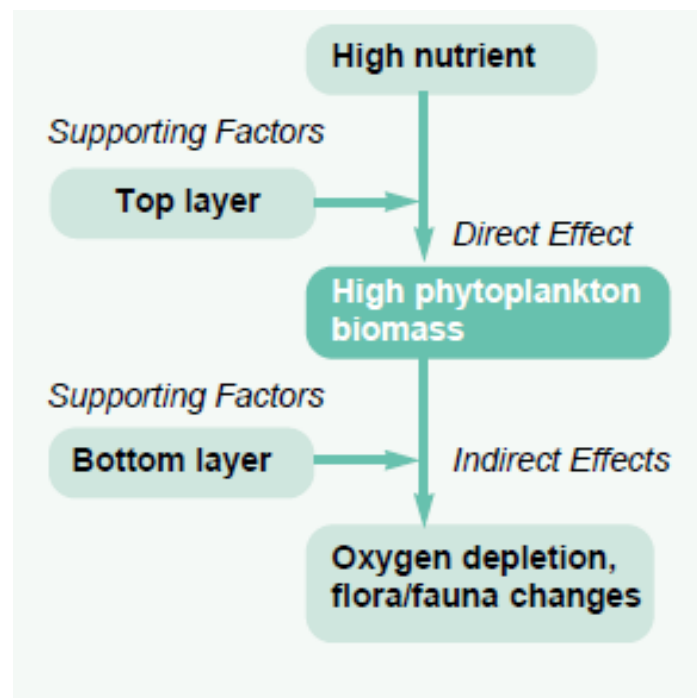 High nutrient
Supporting Factors
Top layer
Direct Effect
High phytoplankton
biomass
Supporting Factors
Bottom layer
Indirect Effects
Oxygen depletion,
flora/fauna changes